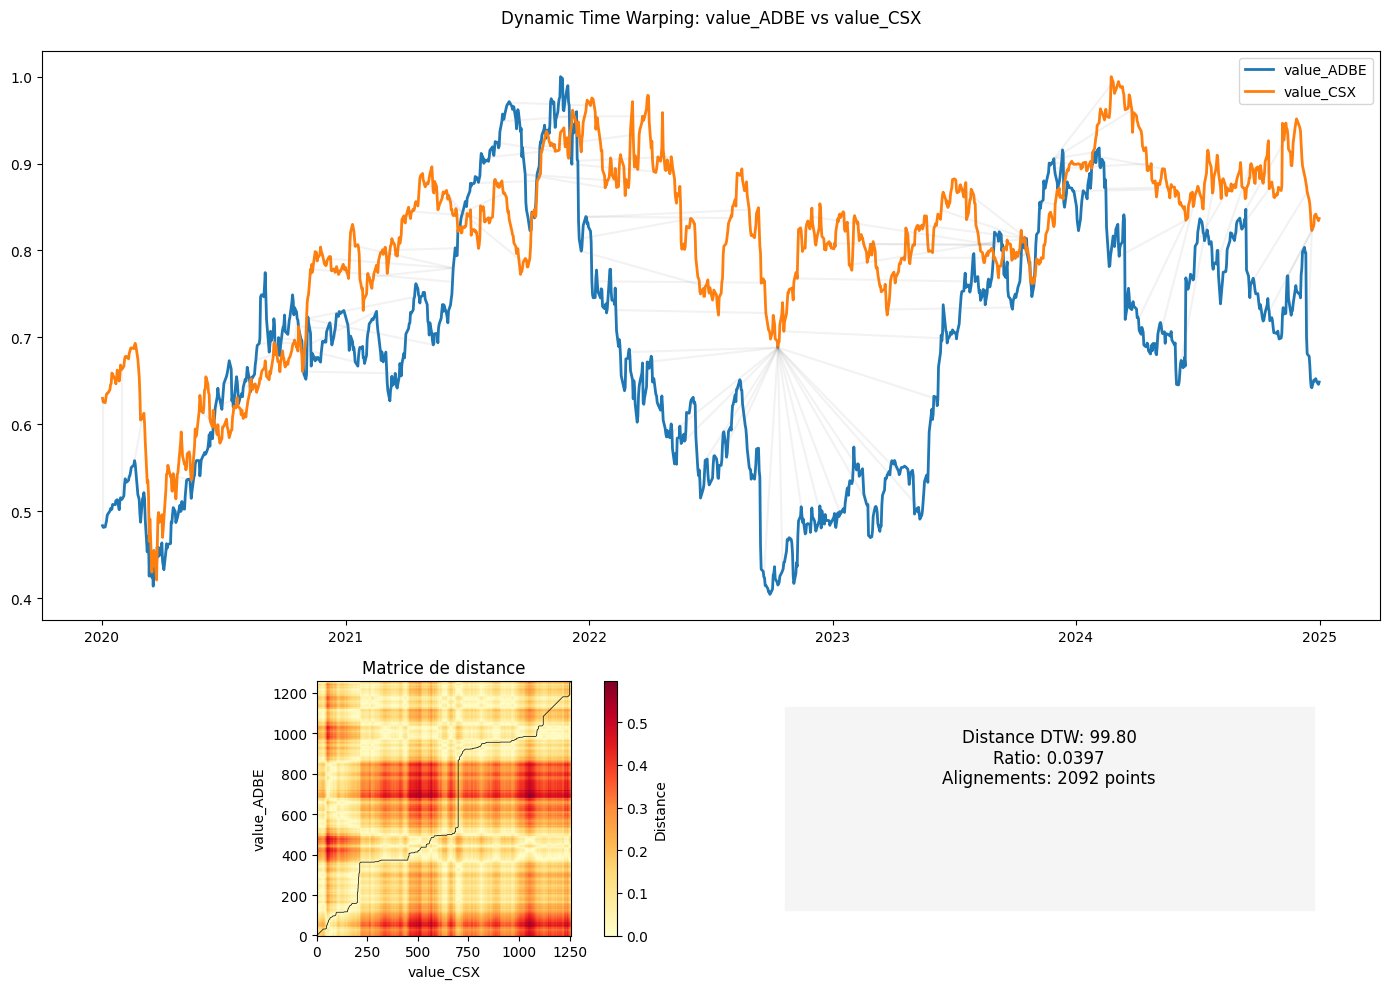 Dynamic Time Warping: value_ADBE vs value_CSX
value_ADBE
value_CSX
1.0
0.9
0.8
0.7
0.6
0.5
0.4
2020 2021 2022 2023 2024 2025
Matrice de distance
1200
1000
800
600
400
200
0
value_ADBE
0 250 500 750 1000 1250
value_CSX
0.5
0.4
0.3
0.2
0.1
0.0
Distance
Distance DTW: 99.80
Ratio: 0.0397
Alignements: 2092 points